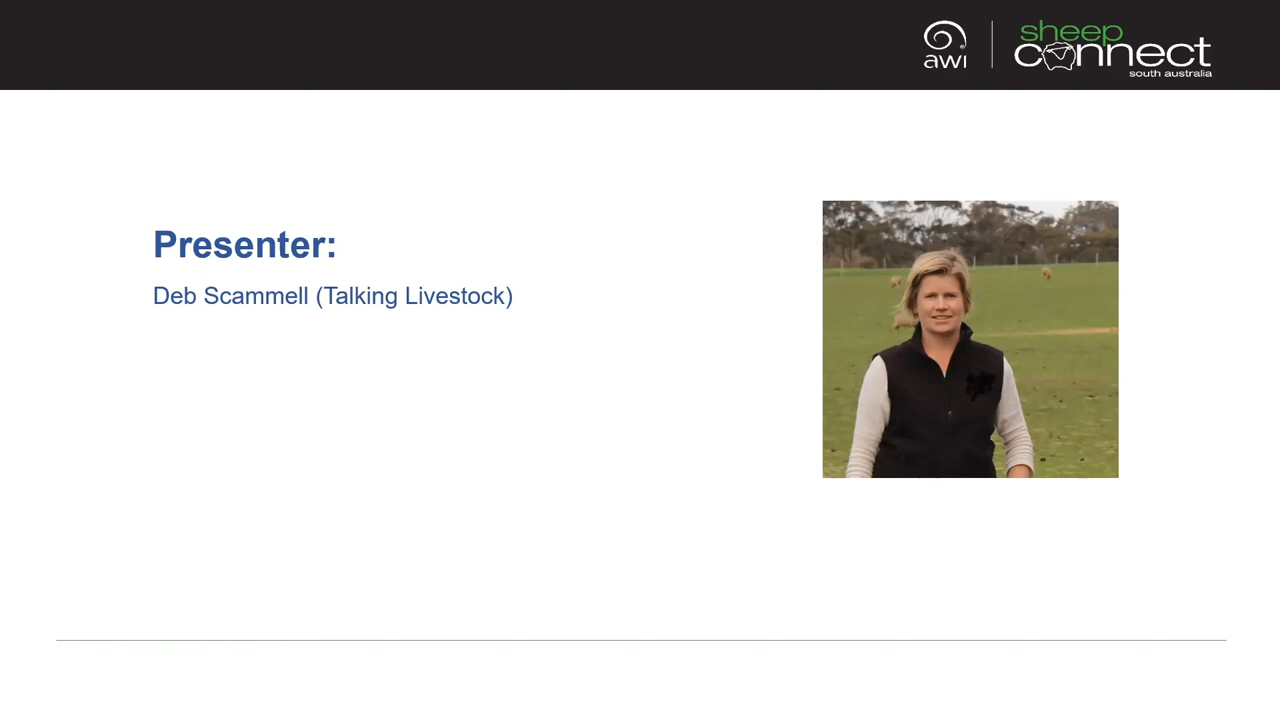 awi
sheep
connect
south australia
Presenter:
Deb Scammell (Talking Livestock)